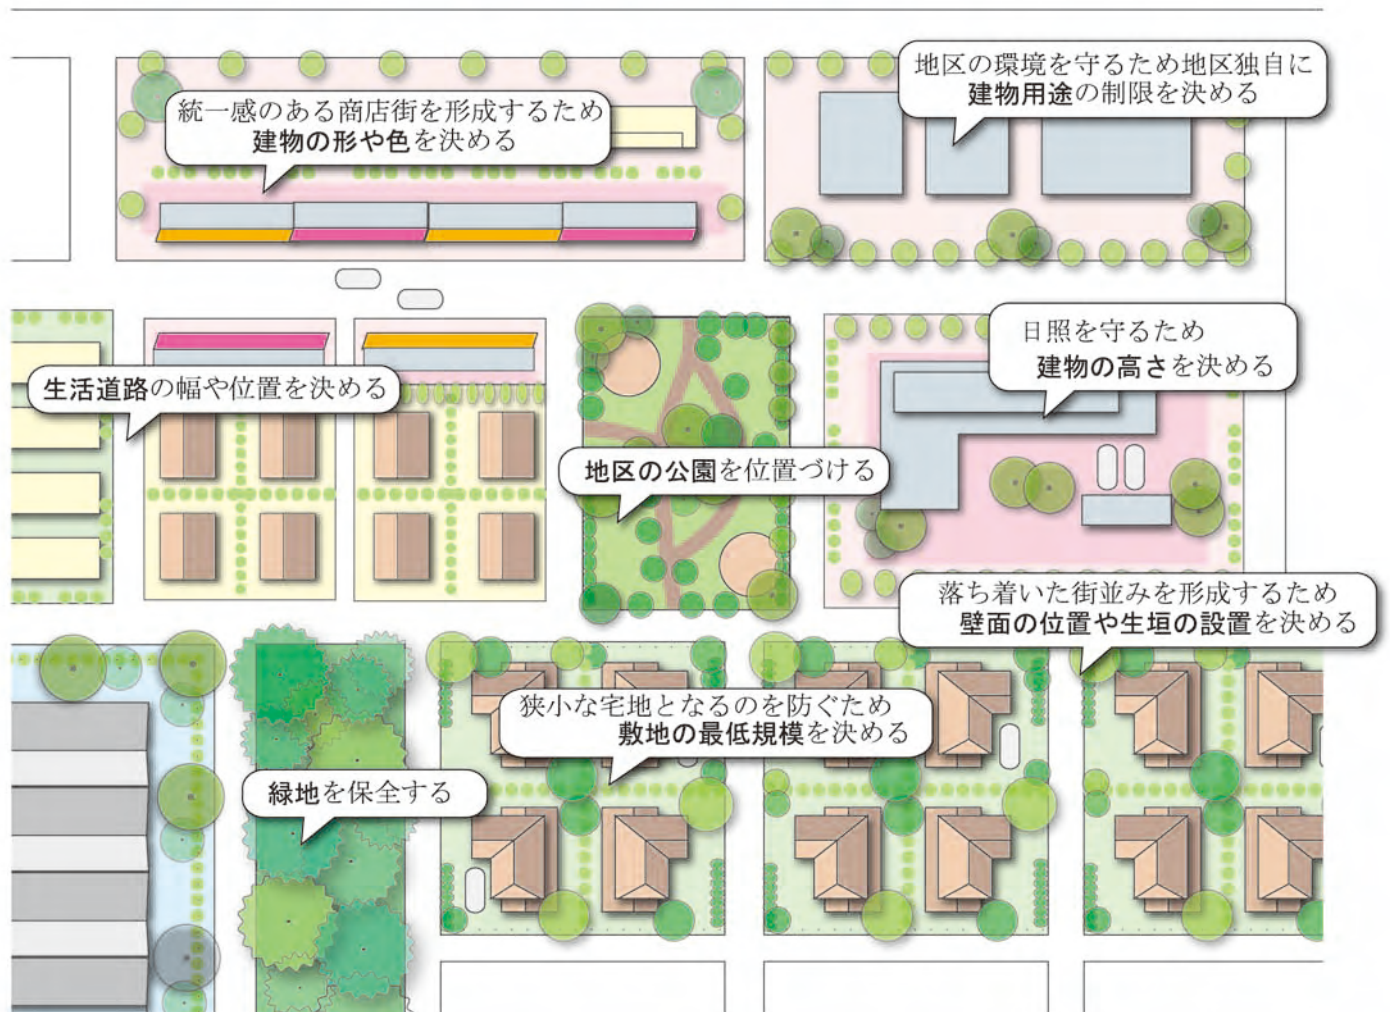 地区の環境を守るため地区独自に
建物用途の制限を決める
統一感のある商店街を形成するため
建物の形や色を決める
日照を守るため
建物の高さを決める
生活道路の幅や位置を決める
地区の公園を位置づける
落ち着いた街並みを形成するため
壁面の位置や生垣の設置を決める
狭小な宅地となるのを防ぐため
敷地の最低規模を決める
緑地を保全する